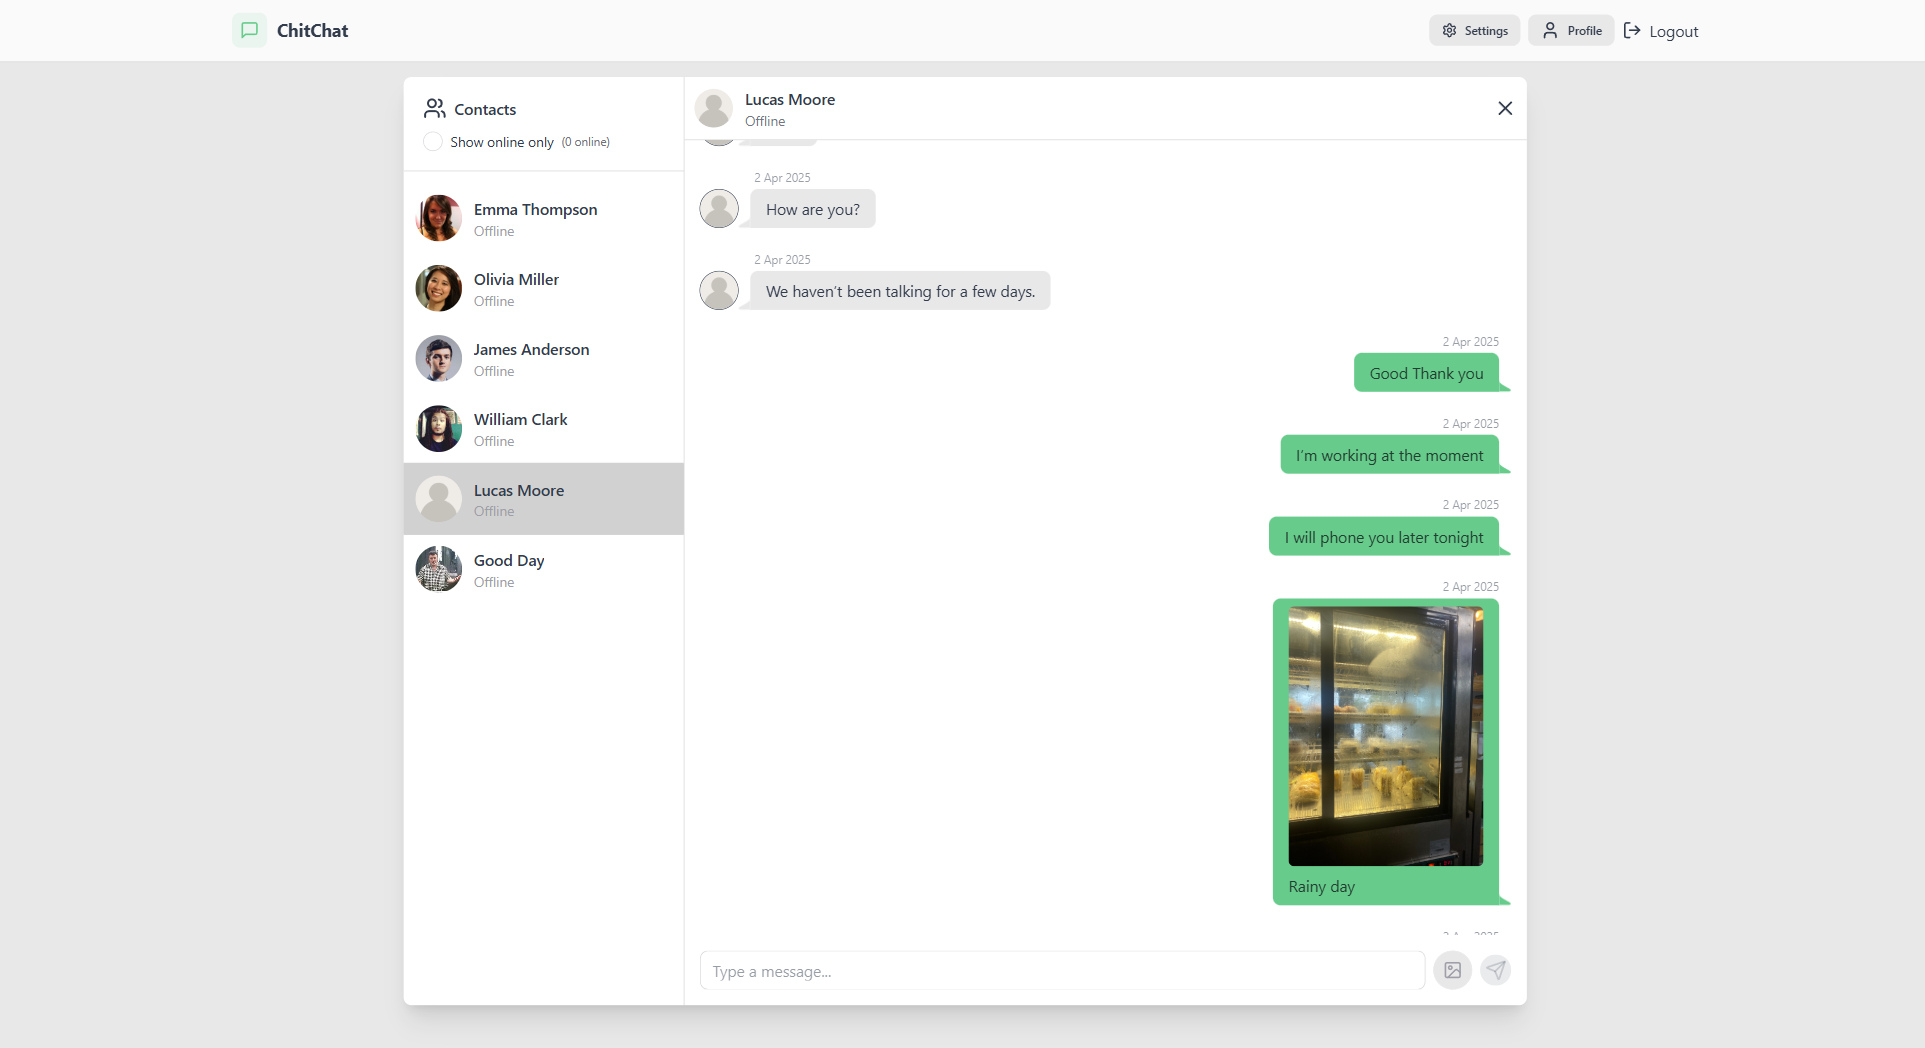 ChitChat
Settings
Profile
Logout
Contacts
Show online only (0 online)
Emma Thompson
Offline
Olivia Miller
Offline
James Anderson
Offline
William Clark
Offline
Lucas Moore
Offline
Good Day
Offline
Lucas Moore
Offline
2 Apr 2025
How are you?
2 Apr 2025
We haven't been talking for a few days.
2 Apr 2025
Good Thank you
2 Apr 2025
I'm working at the moment
2 Apr 2025
I will phone you later tonight
2 Apr 2025
Rainy day
Type a message...